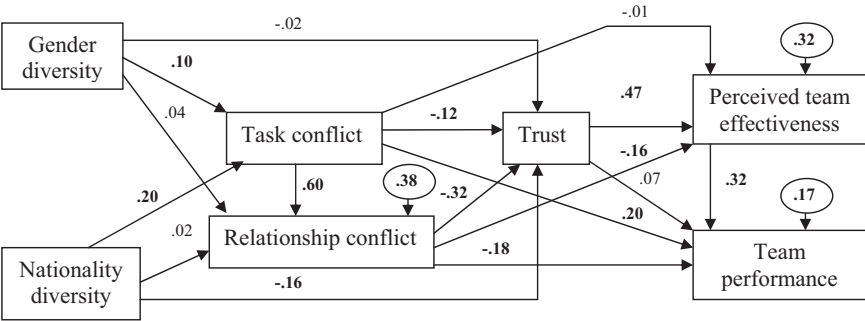 -.02
-.01
Gender
diversity
.32
.10
.47
Perceived team
effectiveness
.04
Task conflict
-.12
Trust
-.16
.20
.60
.38
-.32
.07
.32
.17
.02
Relationship conflict
.20
Team
performance
-.18
Nationality
diversity
-.16